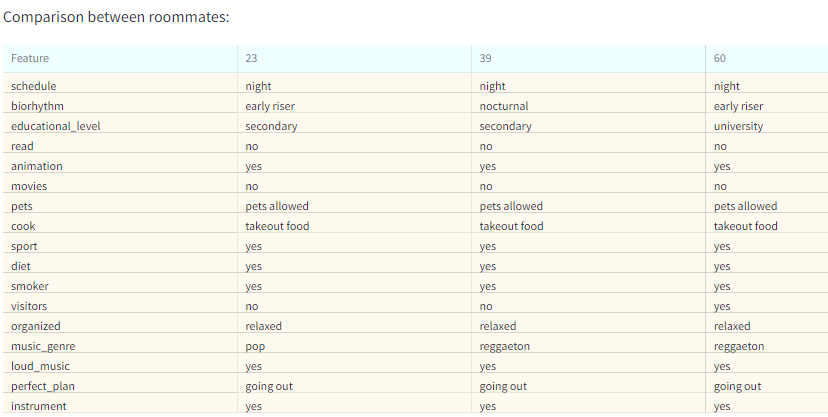 Comparison between roommates:
Feature 23 39 60
schedule night night night
biorhythm early riser nocturnal early riser
educational_level secondary secondary university
read no no no
animation yes yes yes
movies no no no
pets pets allowed pets allowed pets allowed
cook takeout food takeout food takeout food
sport yes yes yes
diet yes yes yes
smoker yes yes yes
visitors no no yes
organized relaxed relaxed relaxed
music_genre pop reggaeton reggaeton
loud_music yes yes yes
perfect_plan going out going out going out
instrument yes yes yes